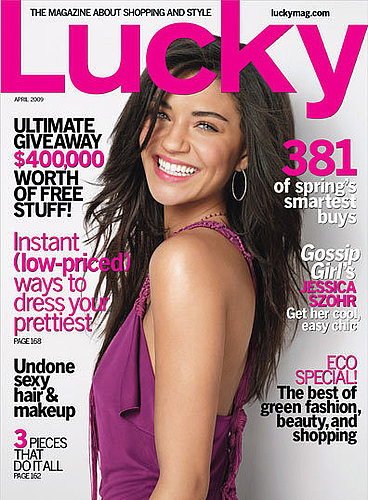 THE MAGAZINE ABOUT SHOPPING AND STYLE
luckymag.com
Lucky
APRIL 2009
ULTIMATE
GIVEAWAY
$400,000
WORTH
OF FREE
STUFF!
Instant
(low-priced)
ways to
dress your
prettiest
PAGE 168
Undone
sexy
hair &
makeup
3 PIECES
THAT
DO IT ALL
PAGE 162
381
of spring's
smartest
buys
Gossip
Girl's
JESSICA
SZOHR
Get her cool,
easy chic
ECO
SPECIAL!
The best of
green fashion,
beauty, and
shopping